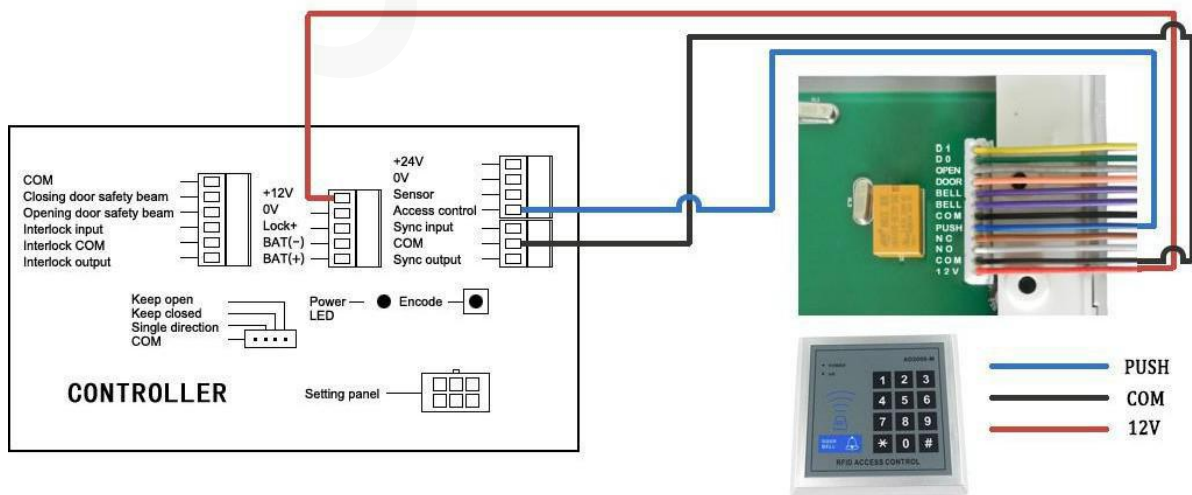 COM
Closing door safety beam
Opening door safety beam
Interlock input
Interlock COM
Interlock output
+12V
0V
Lock+
BAT(-)
BAT(+)
+24V
0V
Sensor
Access control
Sync input
COM
Sync output
Keep open
Keep closed
Single direction
COM
Power LED
Encode
Setting panel
CONTROLLER
D1
D0
OPEN
DOOR
BELL
BELL
COM
PUSH
NC
NO
COM
12V
1 2 3
4 5 6
7 8 9
* 0 #
DOOR
BELL
RFID ACCESS CONTROL
PUSH
COM
12V